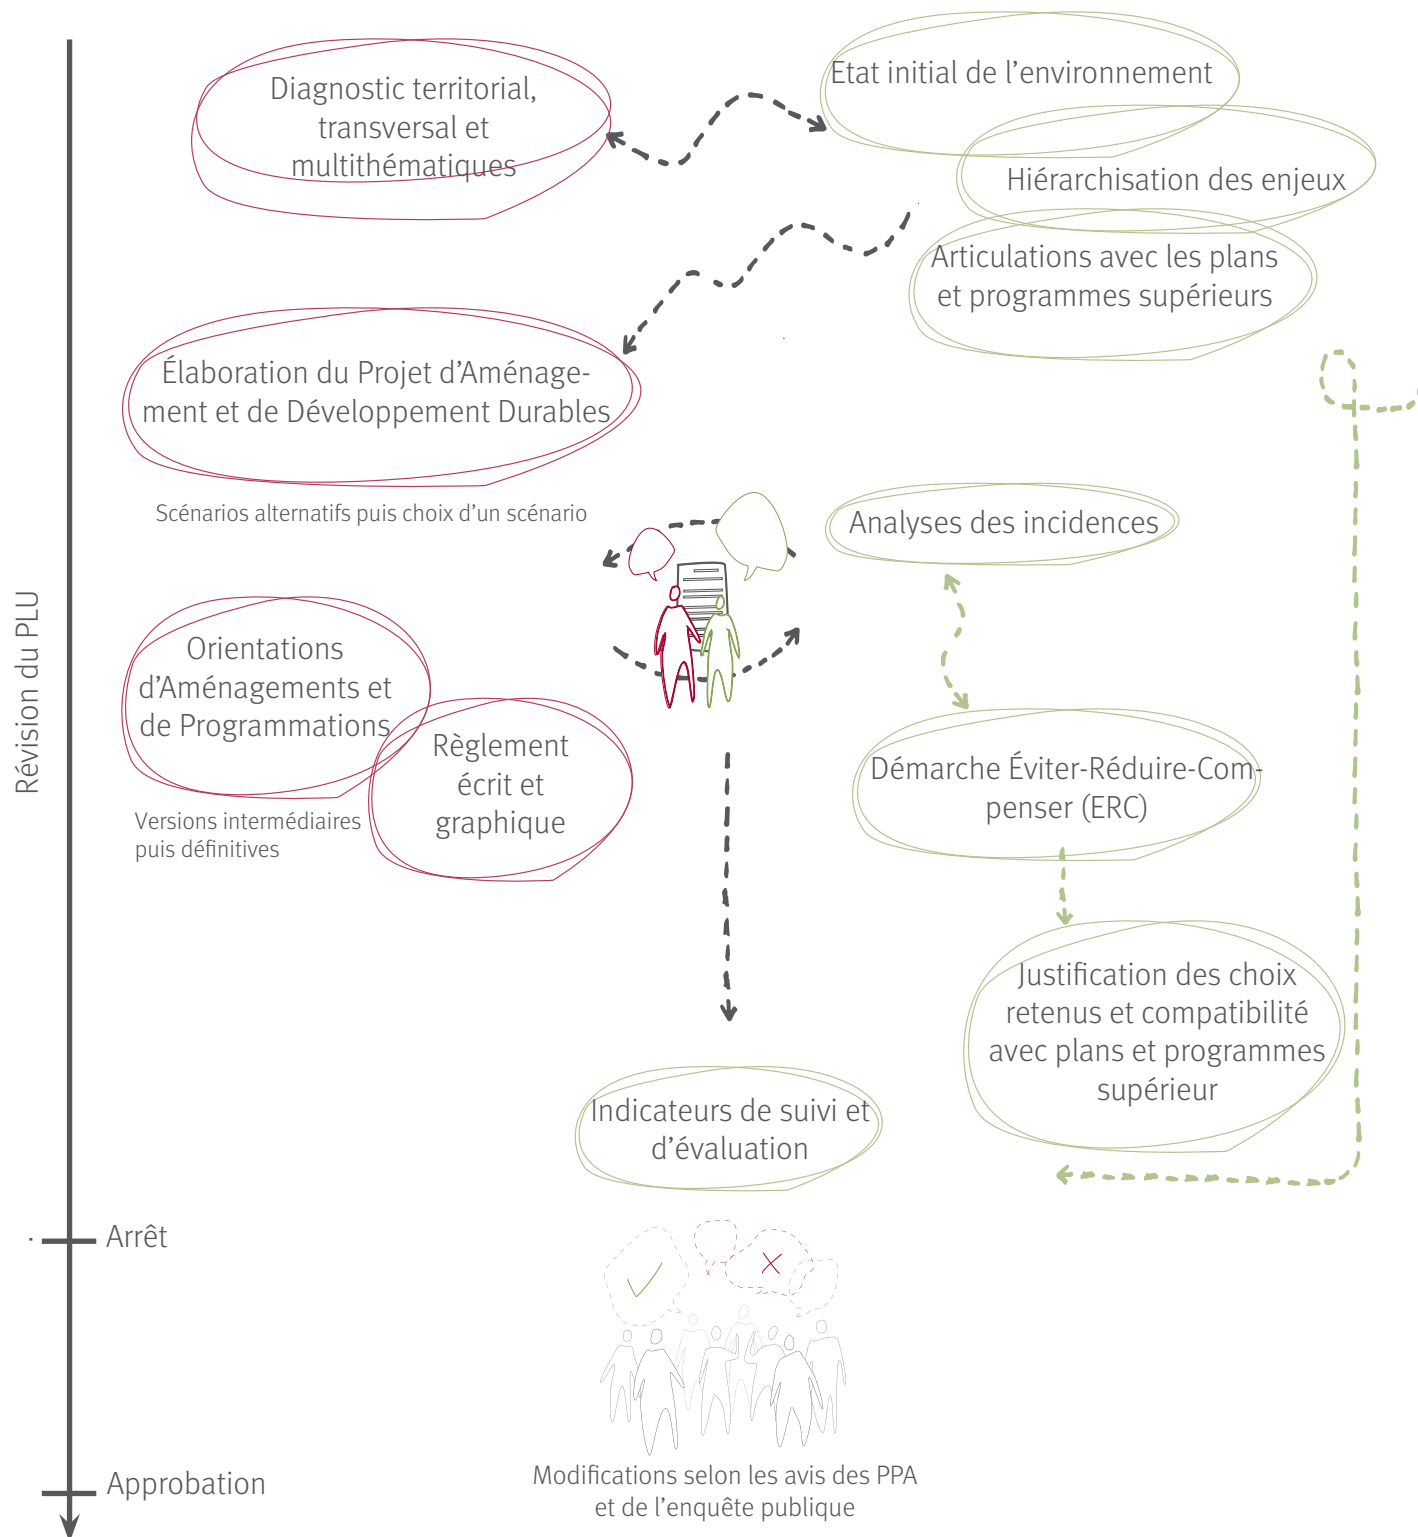 Diagnostic territorial,
transversal et
multithématiques
Etat initial de l'environnement
Hiérarchisation des enjeux
Articulations avec les plans
et programmes supérieurs
Élaboration du Projet d'Aménage-
ment et de Développement Durables
Scénarios alternatifs puis choix d'un scénario
Analyses des incidences
Révision du PLU
Orientations
d'Aménagements et
de Programmations
Règlement
écrit et
graphique
Versions intermédiaires
puis définitives
Démarche Éviter-Réduire-Com-
penser (ERC)
Justification des choix
retenus et compatibilité
avec plans et programmes
supérieur
Indicateurs de suivi et
d'évaluation
Arrêt
Modifications selon les avis des PPA
et de l'enquête publique
Approbation